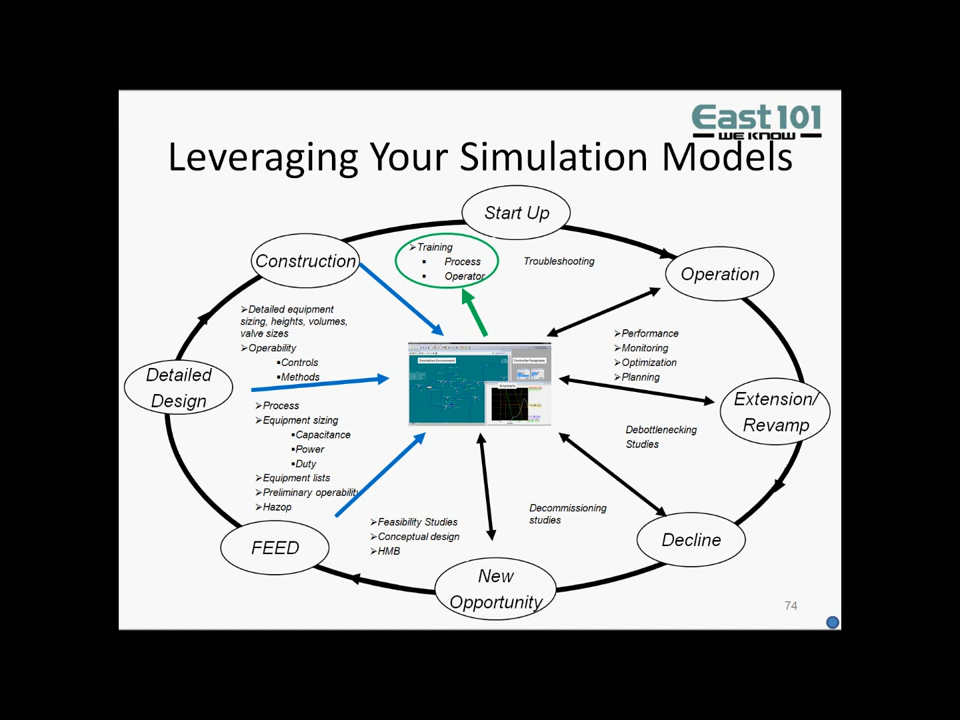 East 101
WE KNOW
Leveraging Your Simulation Models
Start Up
Construction
➢Training
▪ Process
▪ Operator
Troubleshooting
Operation
➢Detailed equipment
sizing, heights, volumes,
valve sizes
➢Operability
▪Controls
▪Methods
➢Performance
➢Monitoring
➢Optimization
➢Planning
Detailed
Design
Extension/
Revamp
➢Process
➢Equipment sizing
▪Capacitance
▪Power
▪Duty
➢Equipment lists
➢Preliminary operability
➢Hazop
Debottlenecking
Studies
Decommissioning
studies
➢Feasibility Studies
➢Conceptual design
➢HMB
FEED
Decline
New
Opportunity
74